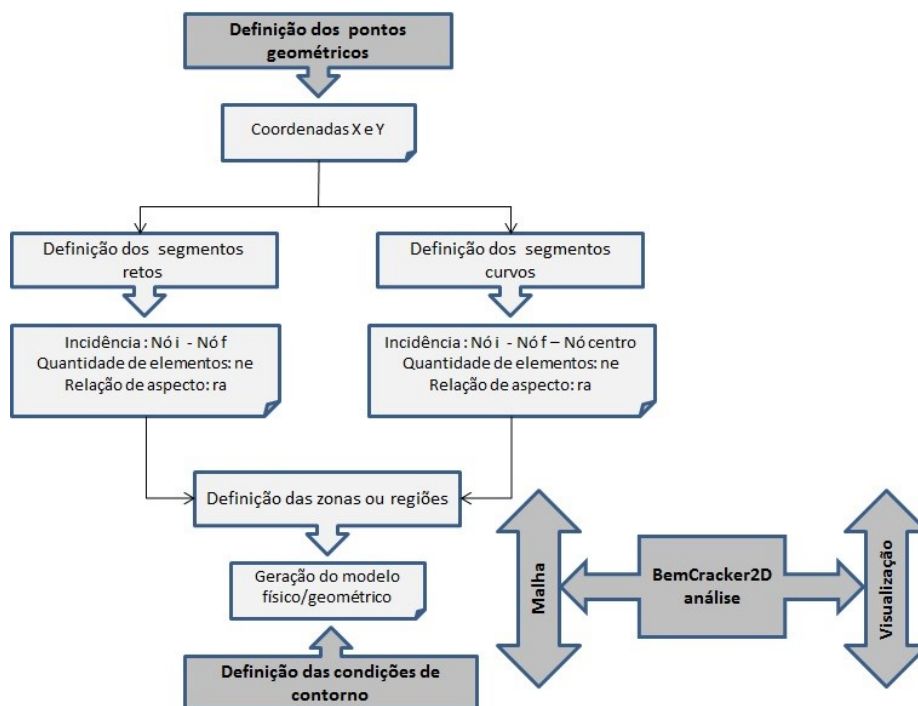 Definição dos pontos
geométricos
Coordenadas X e Y
Definição dos segmentos
retos
Definição dos segmentos
curvos
Incidência : Nó i - Nó f
Quantidade de elementos: ne
Relação de aspecto: ra
Incidência : Nó i - Nó f – Nó centro
Quantidade de elementos: ne
Relação de aspecto: ra
Definição das zonas ou regiões
Geração do modelo
físico/geométrico
Definição das condições de
contorno
Malha
BemCracker2D
análise
Visualização